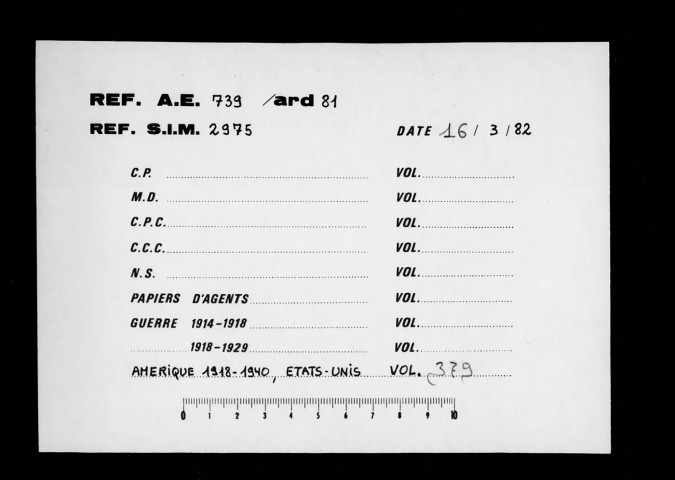 REF. A.E. 739 /ard 81
REF. S.I.M. 2975 DATE 16 / 3 / 82
C.P. VOL.
M.D. VOL.
C.P.C. VOL.
C.C.C. VOL.
N.S. VOL.
PAPIERS D'AGENTS VOL.
GUERRE 1914-1918 VOL.
1918-1929 VOL.
AMERIQUE 1918-1940, ETATS-UNIS VOL. 379
0 1 2 3 4 5 6 7 8 9 10